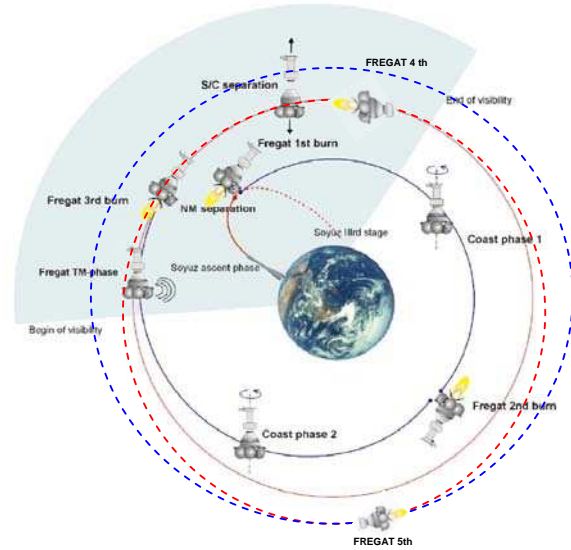 FREGAT 4 th
S/C separation
End of visibility
Fregat 1st burn
Fregat 3rd burn
NM separation
Soyuz IIIrd stage
Coast phase 1
Fregat TM-phase
Soyuz ascent phase
Begin of visibility
Fregat 2nd burn
Coast phase 2
FREGAT 5th